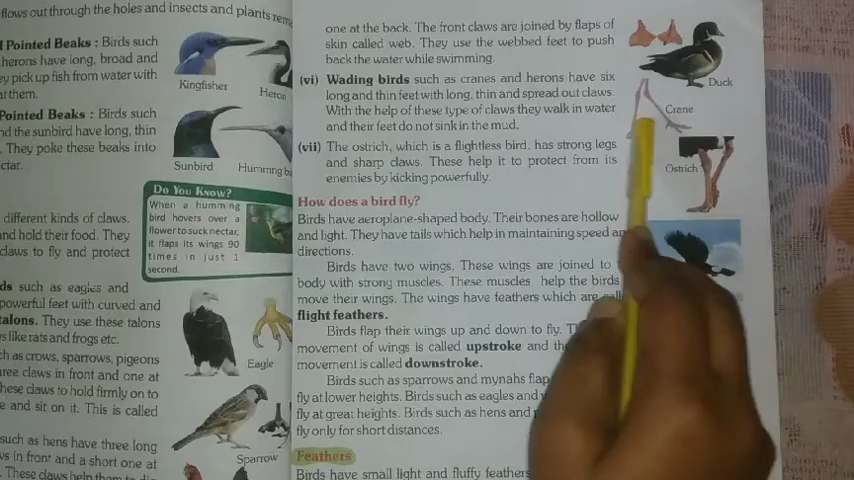 flows out through the holes and insects and plants
Pointed Beaks : Birds such
herons have long, broad and
ey pick up fish from water with
at them.
Kingfisher
Heron
Pointed Beaks : Birds such
nd the sunbird have long, thin
. They poke these beaks into
ctar.
Sunbird
Do You Know?
When a humming
bird hovers over a
flower to suck nectar,
it flaps its wings 90
times in just 1
second.
different kinds of claws.
and hold their food. They
claws to fly and protect
ds such as eagles and
powerful feet with curved and
talons. They use these talons
s like rats and frogs etc.
Eagle
ch as crows, sparrows, pigeons
ree claws in front and one at
hese claws to hold firmly on to
e and sit on it. This is called
Sparrow
such as hens have three long
ws in front and a short one at
. These claws help them to
one at the back. The front claws are joined by flaps of
skin called web. They use the webbed feet to push
back the water while swimming.
Duck
(vi) Wading birds such as cranes and herons have six
long and thin feet with long, thin and spread out claws.
With the help of these type of claws they walk in water
and their feet do not sink in the mud.
Crane
(vii) The ostrich, which is a flightless bird, has strong legs
and sharp claws. These help it to protect from its
enemies by kicking powerfully.
Ostrich
How does a bird fly?
Birds have aeroplane-shaped body. Their bones are hollow
and light. They have tails which help in maintaining speed an
directions.
Birds have two wings. These wings are joined to
body with strong muscles. These muscles help the birds
move their wings. The wings have feathers which are
flight feathers.
Birds flap their wings up and down to fly.
movement of wings is called upstroke and the
movement is called downstroke.
Birds such as sparrows and mynahs flap
fly at lower heights. Birds such as eagles and
fly at great heights. Birds such as hens and
fly only for short distances.
Feathers
Birds have small light and fluffy feathers